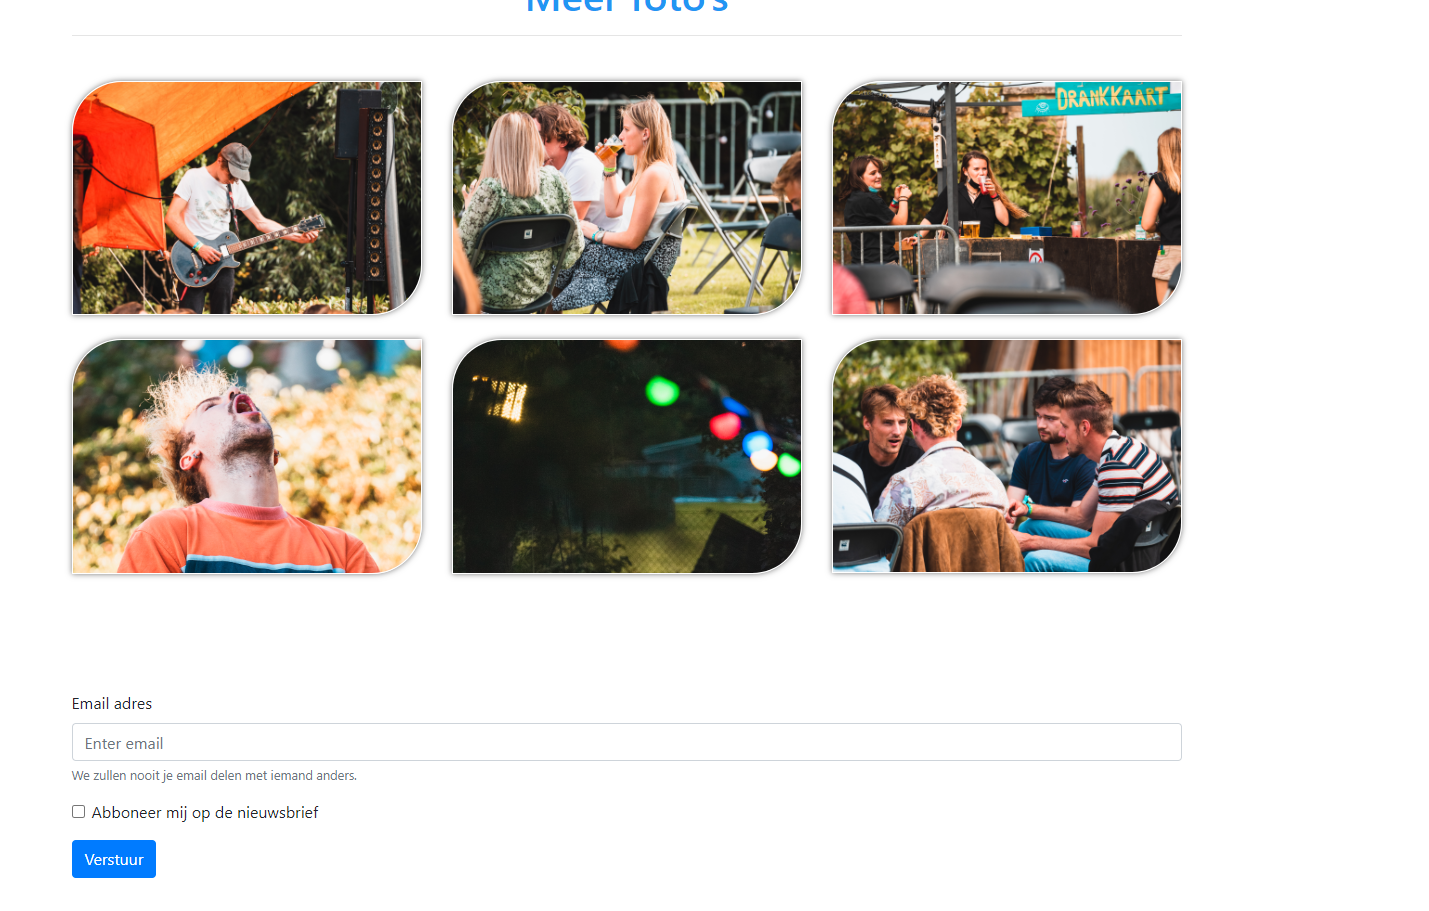 Meer foto's
DRANKKAART
Email adres
Enter email
We zullen nooit je email delen met iemand anders.
Abboneer mij op de nieuwsbrief
Verstuur